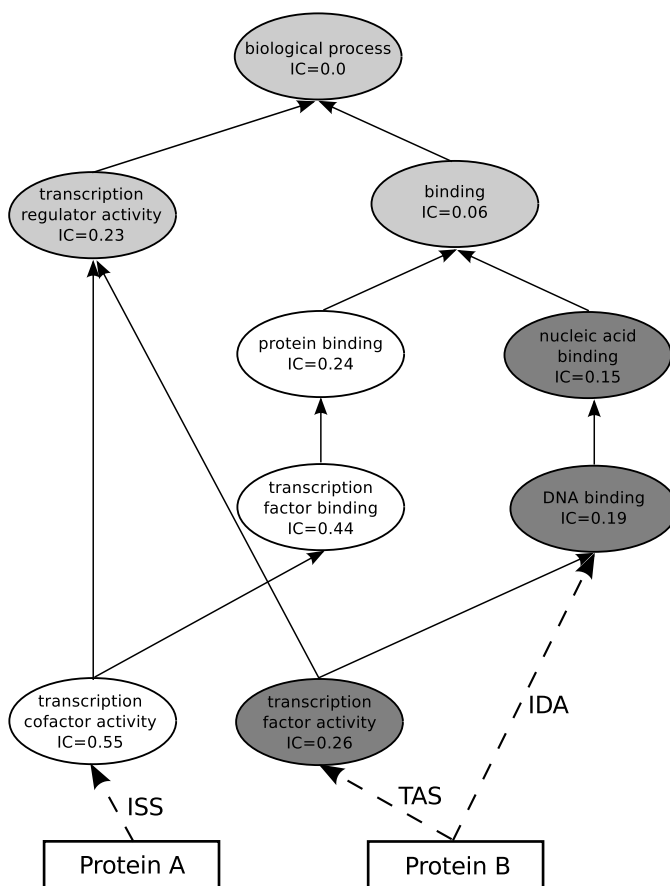 biological process
IC=0.0
transcription
regulator activity
IC=0.23
binding
IC=0.06
protein binding
IC=0.24
nucleic acid
binding
IC=0.15
transcription
factor binding
IC=0.44
DNA binding
IC=0.19
transcription
cofactor activity
IC=0.55
transcription
factor activity
IC=0.26
IDA
TAS
ISS
Protein A
Protein B